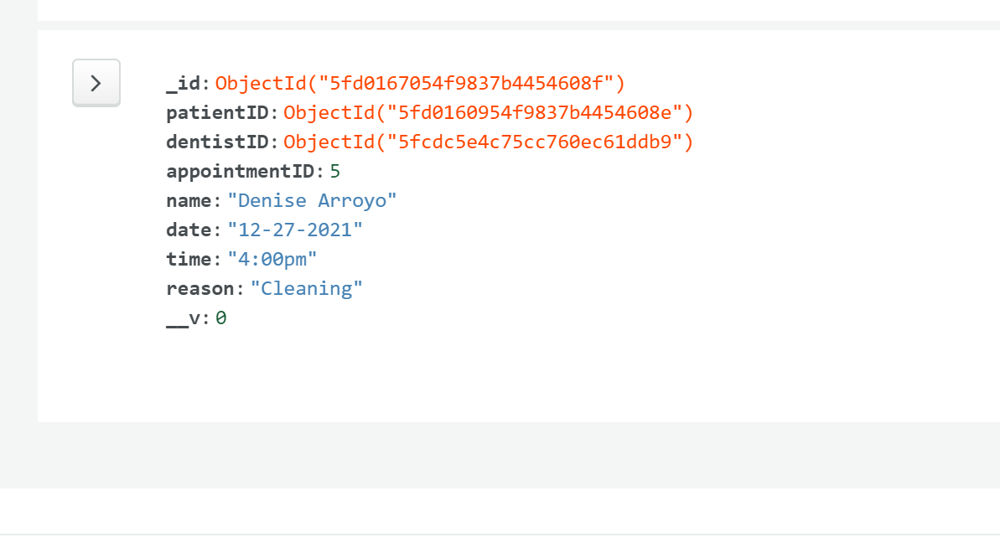 _id: ObjectId("5fd0167054f9837b4454608f")
patientID: ObjectId("5fd0160954f9837b4454608e")
dentistID: ObjectId("5fcdc5e4c75cc760ec61ddb9")
appointmentID: 5
name: "Denise Arroyo"
date: "12-27-2021"
time: "4:00pm"
reason: "Cleaning"
__v: 0